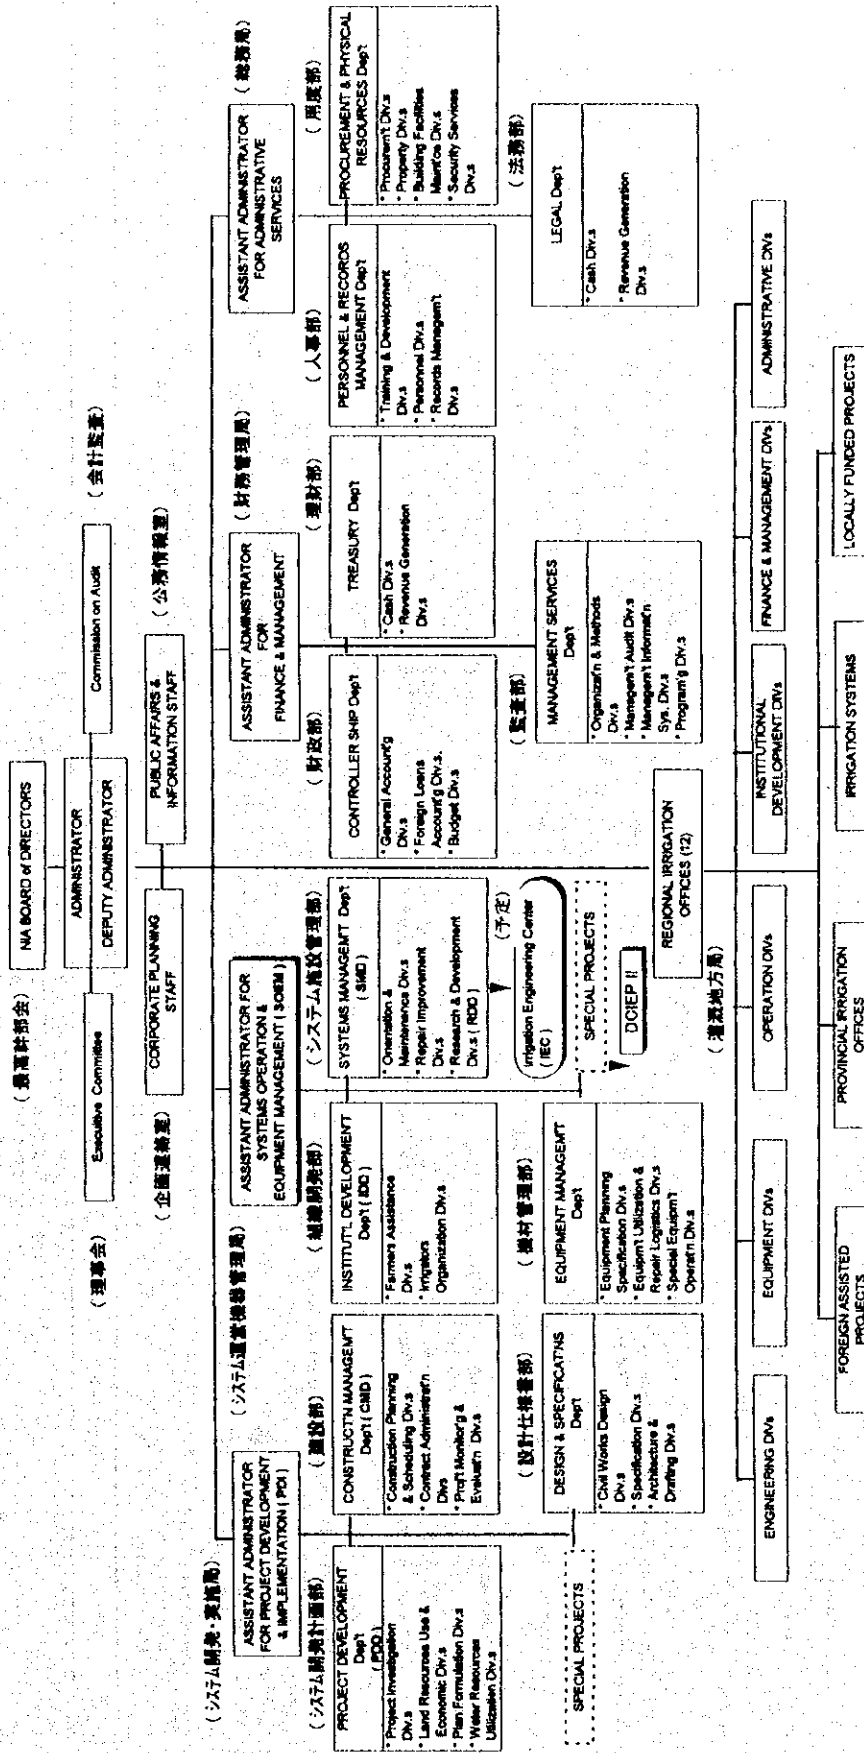 (最高幹部会)
NIA BOARD of DIRECTORS
(理事会)
Executive Committee
ADMINISTRATOR
DEPUTY ADMINISTRATOR
Commission on Audit
(会計監査)
(企画連絡室)
CORPORATE PLANNING
STAFF
PUBLIC AFFAIRS &
INFORMATION STAFF
(公務情報室)
(システム開発・実施局)
ASSISTANT ADMINISTRATOR
FOR PROJECT DEVELOPMENT
& IMPLEMENTATION ( PDI )
(システム運営機器管理局)
ASSISTANT ADMINISTRATOR FOR
SYSTEMS OPERATION &
EQUIPMENT MANAGEMENT ( SOEM )
(財務管理局)
ASSISTANT ADMINISTRATOR
FOR
FINANCE & MANAGEMENT
(総務局)
ASSISTANT ADMINISTRATOR
FOR ADMINISTRATIVE
SERVICES
(システム開発計画部)
PROJECT DEVELOPMENT
Dep't
( PDD )
* Project Investigation
Div.s
* Land Resources Use &
Economic Div.s
* Plan Formulation Div.s
* Water Resources
Utilization Div.s
(建設部)
CONSTRUCT'N MANAGEM'T
Dep't ( CMD )
* Construction Planning
& Scheduling Div.s
* Contract Administrat'n
Divs
* Proj't Monitor'g &
Evaluat'n Div.s
(組織開発部)
INSTITUT'L DEVELOPMENT
Dep't ( IDD )
* Farmers Assistance
Div.s
* Irrigators
Organization Div.s
(システム施設管理部)
SYSTEMS MANAGEM'T Dep't
( SMD )
* Orientation &
Maintenence Div.s
* Repair Improvement
Div.s
* Research & Development
Div.s ( RDD )
(財政部)
CONTROLLER SHIP Dep't
* General Account'g
Div.s
* Foreign Loans
Account'g Div.s.
* Budget Div.s
(理財部)
TREASURY Dep't
* Cash Div.s
* Revenue Generation
Div.s
(人事部)
PERSONNEL & RECORDS
MANAGEMENT Dep't
* Training & Development
Div.s
* Personnel Div.s
* Records Managem't
Div.s
(用度部)
PROCUREMENT & PHYSICAL
RESOURCES Dep't
* Procurem't Div.s
* Property Div.s
* Building Facilities
Maint'ce Div.s
* Security Services
Div.s
(予定)
Irrigation Engineering Center
( IEC )
(設計仕様書部)
DESIGN & SPECIFICAT'NS
Dep't
* Civil Works Design
Div.s
* Specification Div.s
* Architecture &
Drafting Div.s
(機材管理部)
EQUIPMENT MANAGEM'T
Dep't
* Equipment Planning
Specification Div.s
* Equipm't Utilization &
Repair Logistics Div.s
* Special Equipm't
Operat'n Div.s
(監査部)
MANAGEMENT SERVICES
Dep't
* Organizat'n & Methods
Div.s
* Managem't Audit Div.s
* Managem't Informat'n
Sys. Div.s
* Program'g Div.s
(法務部)
LEGAL Dep't
* Cash Div.s
* Revenue Generation
Div.s
SPECIAL PROJECTS
SPECIAL PROJECTS
DCIEP II
REGIONAL IRRIGATION
OFFICES (12)
(灌漑地方局)
ENGINEERING DIVs
EQUIPMENT DIVs
OPERATION DIVs
INSTITUTIONAL
DEVELOPMENT DIVs
FINANCE & MANAGEMENT DIVs
ADMINISTRATIVE DIVs
FOREIGN ASSISTED
PROJECTS
PROVINCIAL IRRIGATION
OFFICES
IRRIGATION SYSTEMS
LOCALLY FUNDED PROJECTS